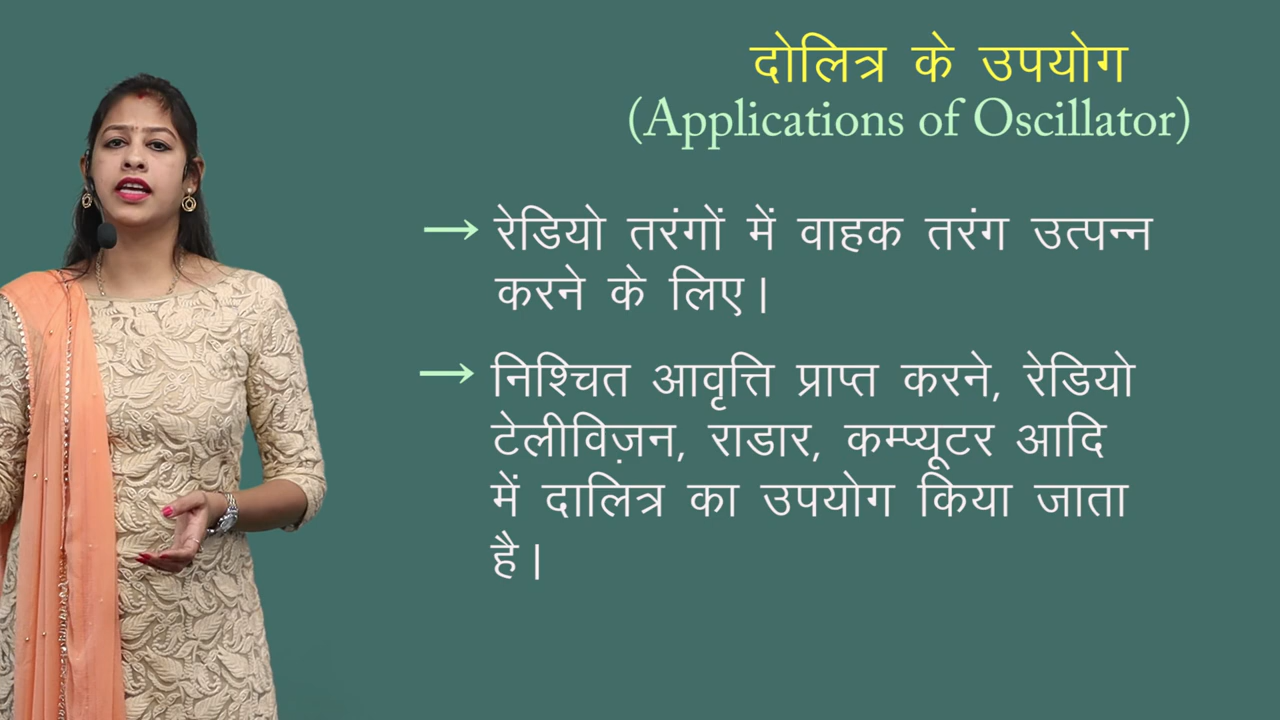 दोलित्र के उपयोग
(Applications of Oscillator)
→ रेडियो तरंगों में वाहक तरंग उत्पन्न
करने के लिए।
→ निश्चित आवृत्ति प्राप्त करने, रेडियो
टेलीविज़न, राडार, कम्प्यूटर आदि
में दालित्र का उपयोग किया जाता
है।